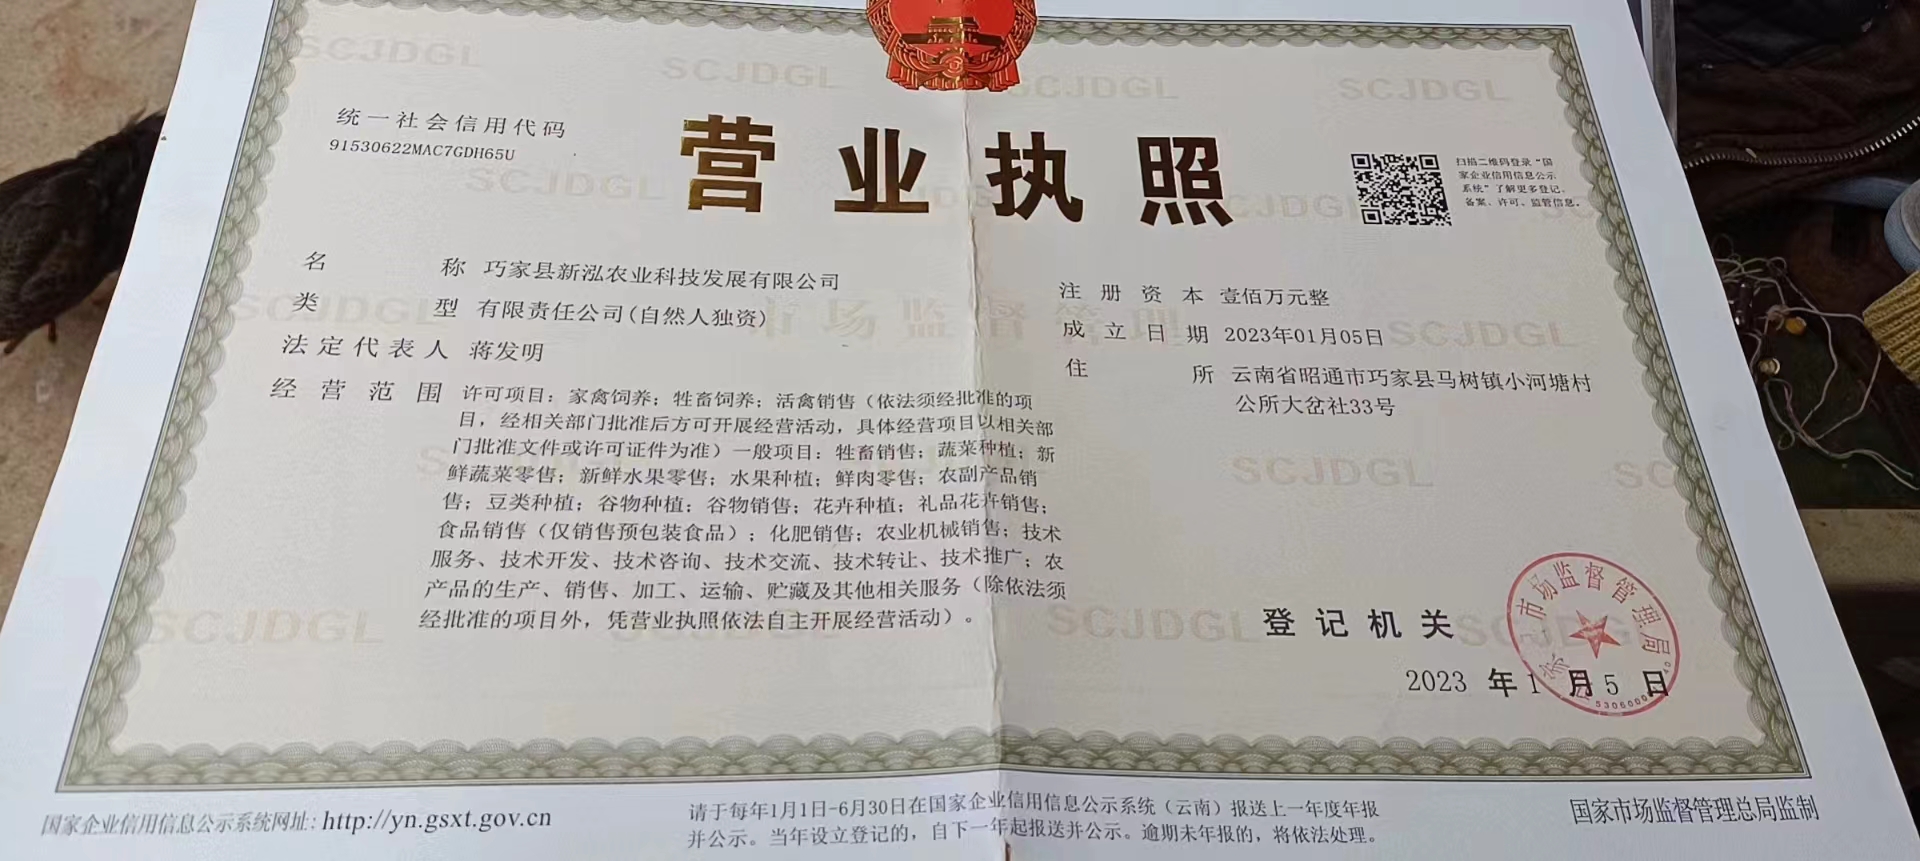 统一社会信用代码
91530622MAC7GDH65U
营业执照
扫描二维码登录“国
家企业信用信息公示
系统”了解更多登记、
备案、许可、监管信息。
名称 巧家县新泓农业科技发展有限公司
类型 有限责任公司(自然人独资)
法定代表人 蒋发明
经营范围 许可项目：家禽饲养；牲畜饲养；活禽销售（依法须经批准的项
目，经相关部门批准后方可开展经营活动，具体经营项目以相关部
门批准文件或许可证件为准）一般项目：牲畜销售；蔬菜种植；新
鲜蔬菜零售；新鲜水果零售；水果种植；鲜肉零售；农副产品销
售；豆类种植；谷物种植；谷物销售；花卉种植；礼品花卉销售；
食品销售（仅销售预包装食品）；化肥销售；农业机械销售；技术
服务、技术开发、技术咨询、技术交流、技术转让、技术推广；农
产品的生产、销售、加工、运输、贮藏及其他相关服务（除依法须
经批准的项目外，凭营业执照依法自主开展经营活动）。
注册资本 壹佰万元整
成立日期 2023年01月05日
住所 云南省昭通市巧家县马树镇小河塘村
公所大岔社33号
登记机关
市场监督管理局
2023 年 1 月 5 日
国家企业信用信息公示系统网址：http://yn.gsxt.gov.cn
请于每年1月1日-6月30日在国家企业信用信息公示系统（云南）报送上一年度年报
并公示。当年设立登记的，自下一年起报送并公示。逾期未年报的，将依法处理。
国家市场监督管理总局监制
SCJDGL
市场监督管理